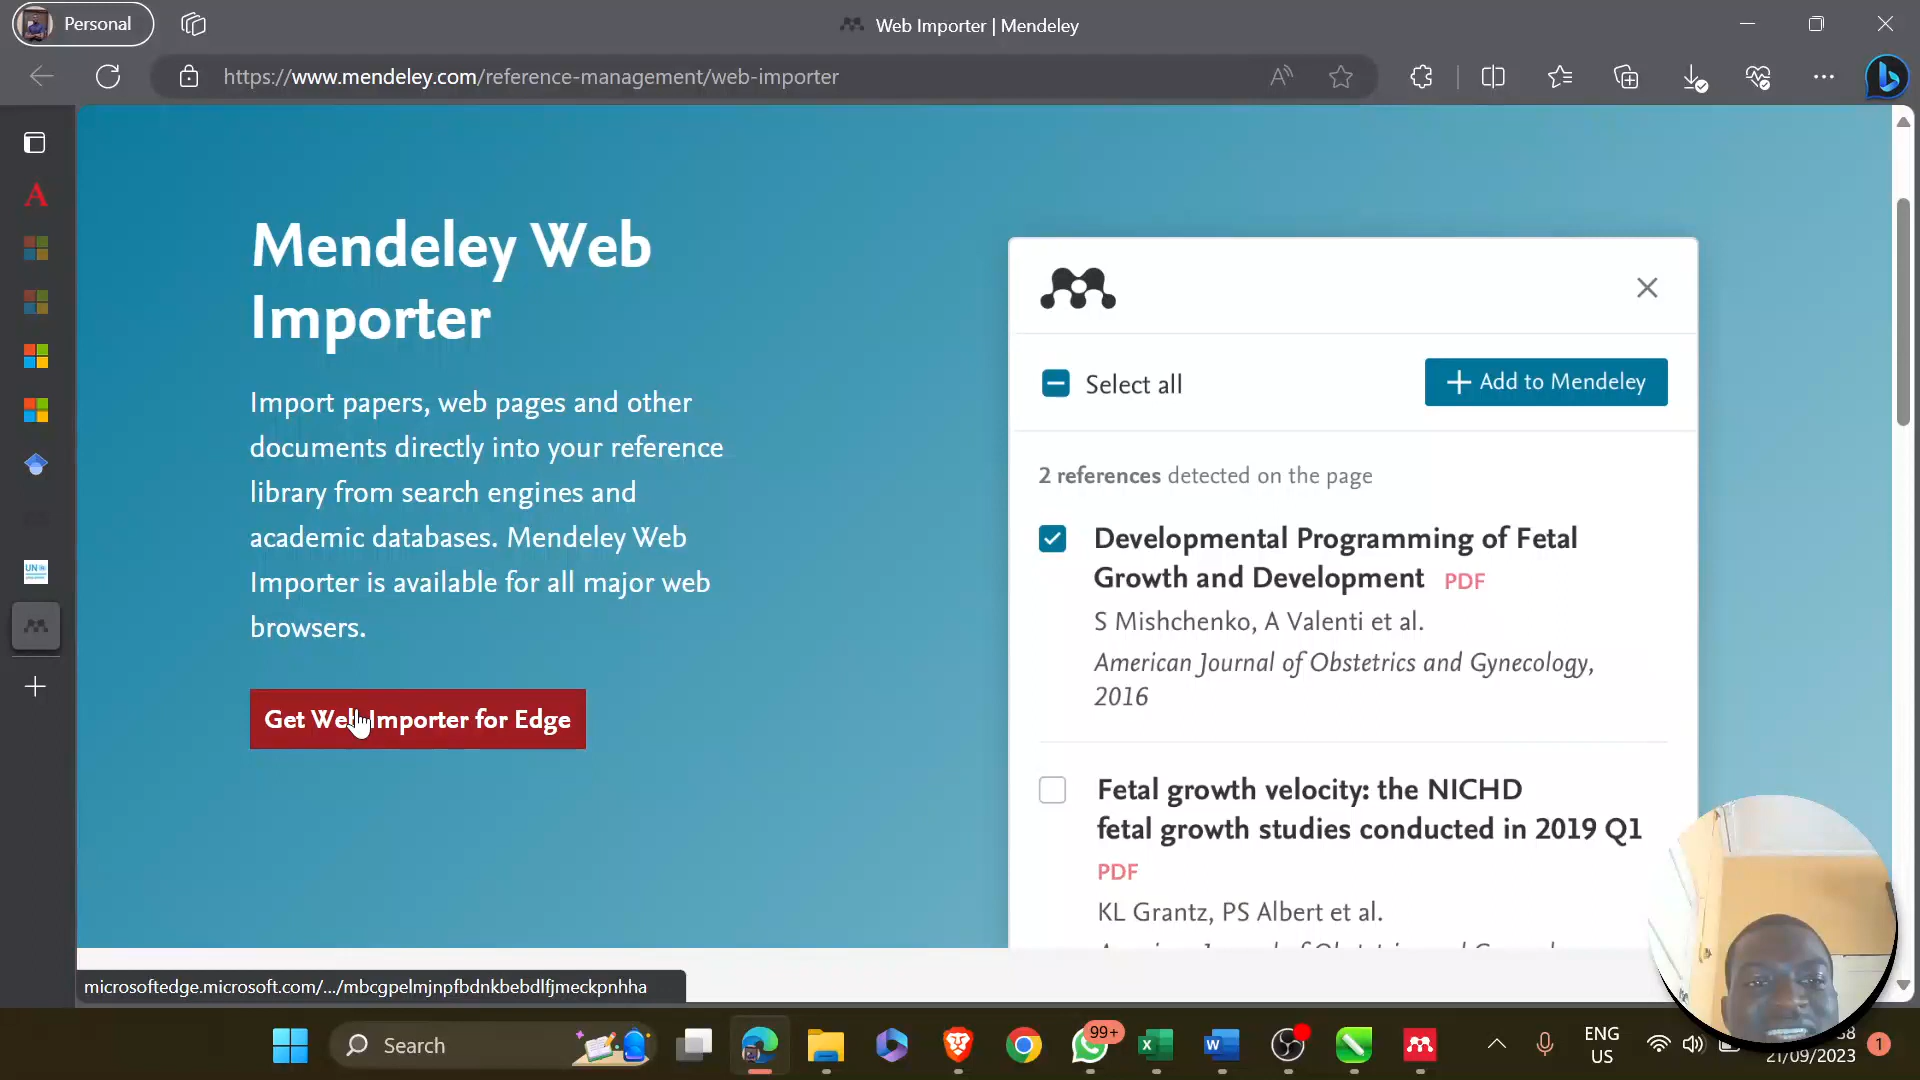 Personal
Web Importer | Mendeley
https://www.mendeley.com/reference-management/web-importer
Mendeley Web
Importer
Import papers, web pages and other
documents directly into your reference
library from search engines and
academic databases. Mendeley Web
Importer is available for all major web
browsers.
Get Web Importer for Edge
Select all
+ Add to Mendeley
2 references detected on the page
Developmental Programming of Fetal
Growth and Development PDF
S Mishchenko, A Valenti et al.
American Journal of Obstetrics and Gynecology,
2016
Fetal growth velocity: the NICHD
fetal growth studies conducted in 2019 Q1
PDF
KL Grantz, PS Albert et al.
microsoftedge.microsoft.com/.../mbcgpelmjnpfbdnkbebdlfjmeckpnhha
Search
99+
ENG
US
21/09/2023
1